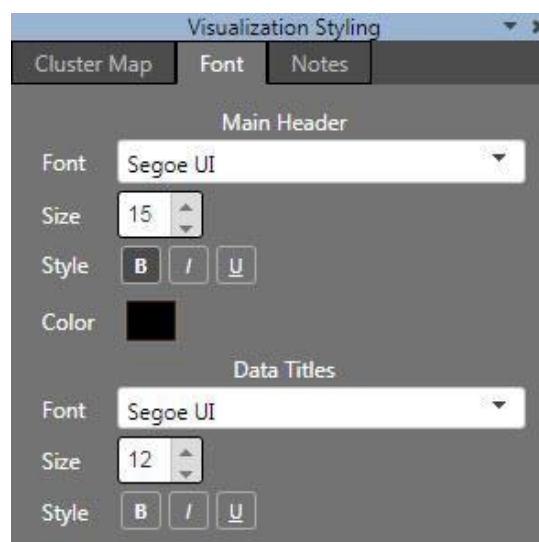 Visualization Styling
Cluster Map Font Notes
Main Header
Font Segoe UI
Size 15
Style B I U
Color
Data Titles
Font Segoe UI
Size 12
Style B I U